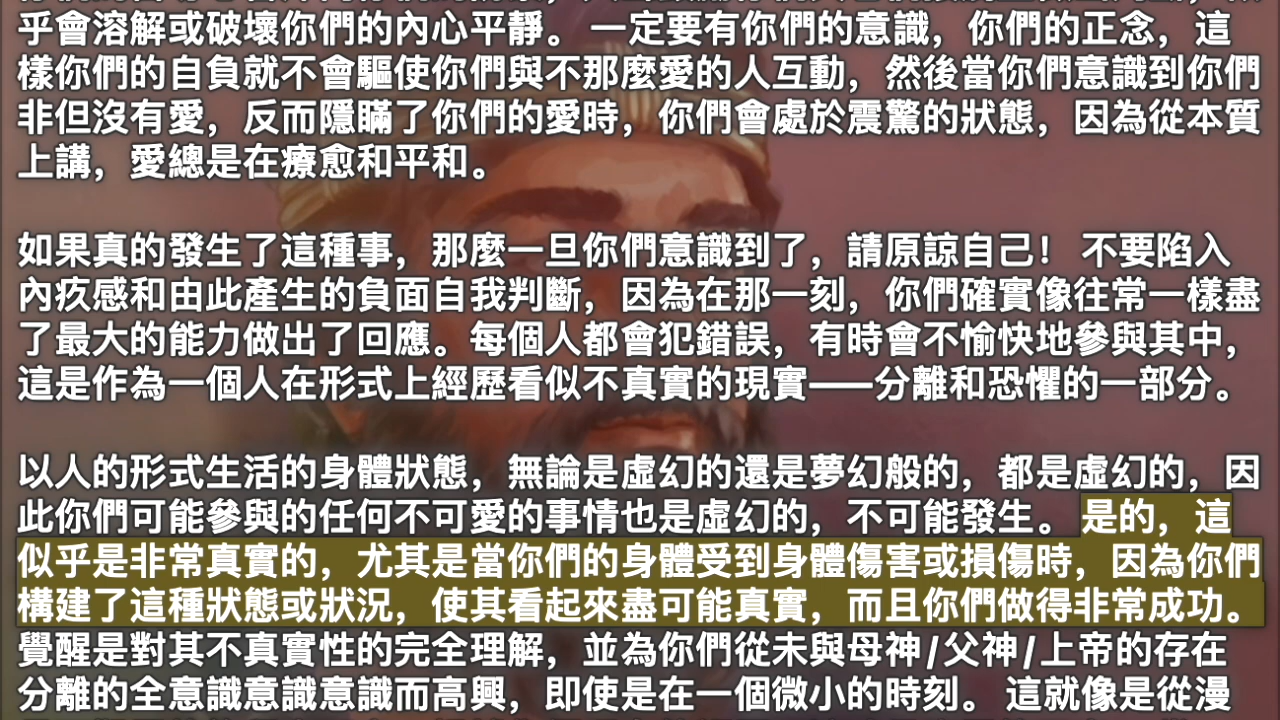 乎會溶解或破壞你們的內心平靜。 一定要有你們的意識，你們的正念，這
樣你們的自負就不會驅使你們與不那麼愛的人互動，然後當你們意識到你們
非但沒有愛，反而隱瞞了你們的愛時，你們會處於震驚的狀態，因為從本質
上講，愛總是在療愈和平和。
如果真的發生了這種事，那麼一旦你們意識到了，請原諒自己！ 不要陷入
內疚感和由此產生的負面自我判斷，因為在那一刻，你們確實像往常一樣盡
了最大的能力做出了回應。每個人都會犯錯誤，有時會不愉快地參與其中，
這是作為一個人在形式上經歷看似不真實的現實——分離和恐懼的一部分。
以人的形式生活的身體狀態，無論是虛幻的還是夢幻般的，都是虛幻的，因
此你們可能參與的任何不可愛的事情也是虛幻的，不可能發生。 是的，這
似乎是非常真實的，尤其是當你們的身體受到身體傷害或損傷時，因為你們
構建了這種狀態或狀況，使其看起來盡可能真實，而且你們做得非常成功。
覺醒是對其不真實性的完全理解，並為你們從未與母神/父神/上帝的存在
分離的全意識意識意識而高興，即使是在一個微小的時刻。 這就像是從漫